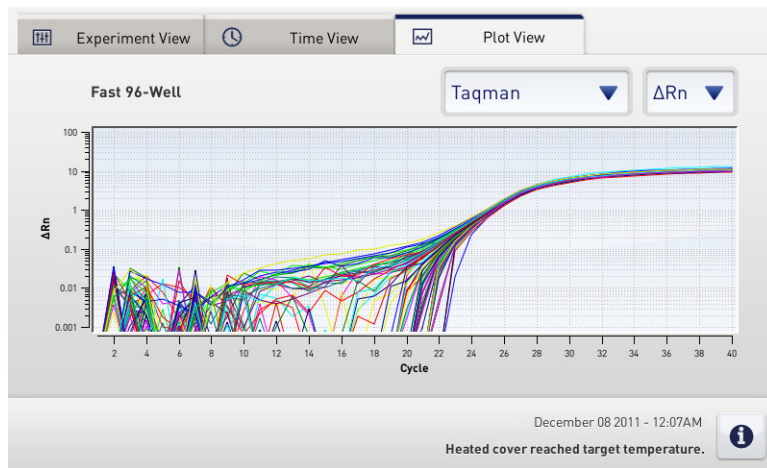 Experiment View
Time View
Plot View
Fast 96-Well
Taqman
ΔRn
100
10
1
0.1
0.01
0.001
ΔRn
2 4 6 8 10 12 14 16 18 20 22 24 26 28 30 32 34 36 38 40
Cycle
December 08 2011 - 12:07AM
Heated cover reached target temperature.
i